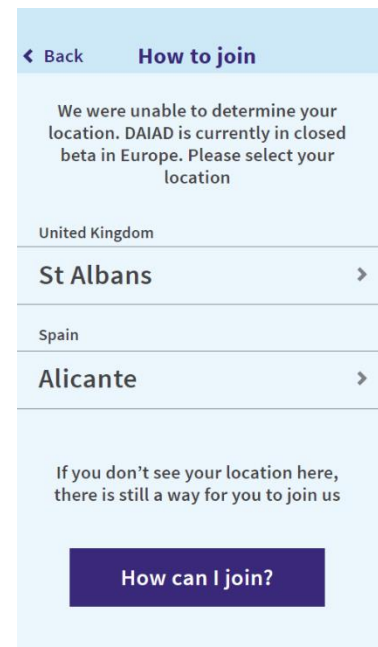 Back How to join
We were unable to determine your
location. DAIAD is currently in closed
beta in Europe. Please select your
location
United Kingdom
St Albans
Spain
Alicante
If you don’t see your location here,
there is still a way for you to join us
How can I join?